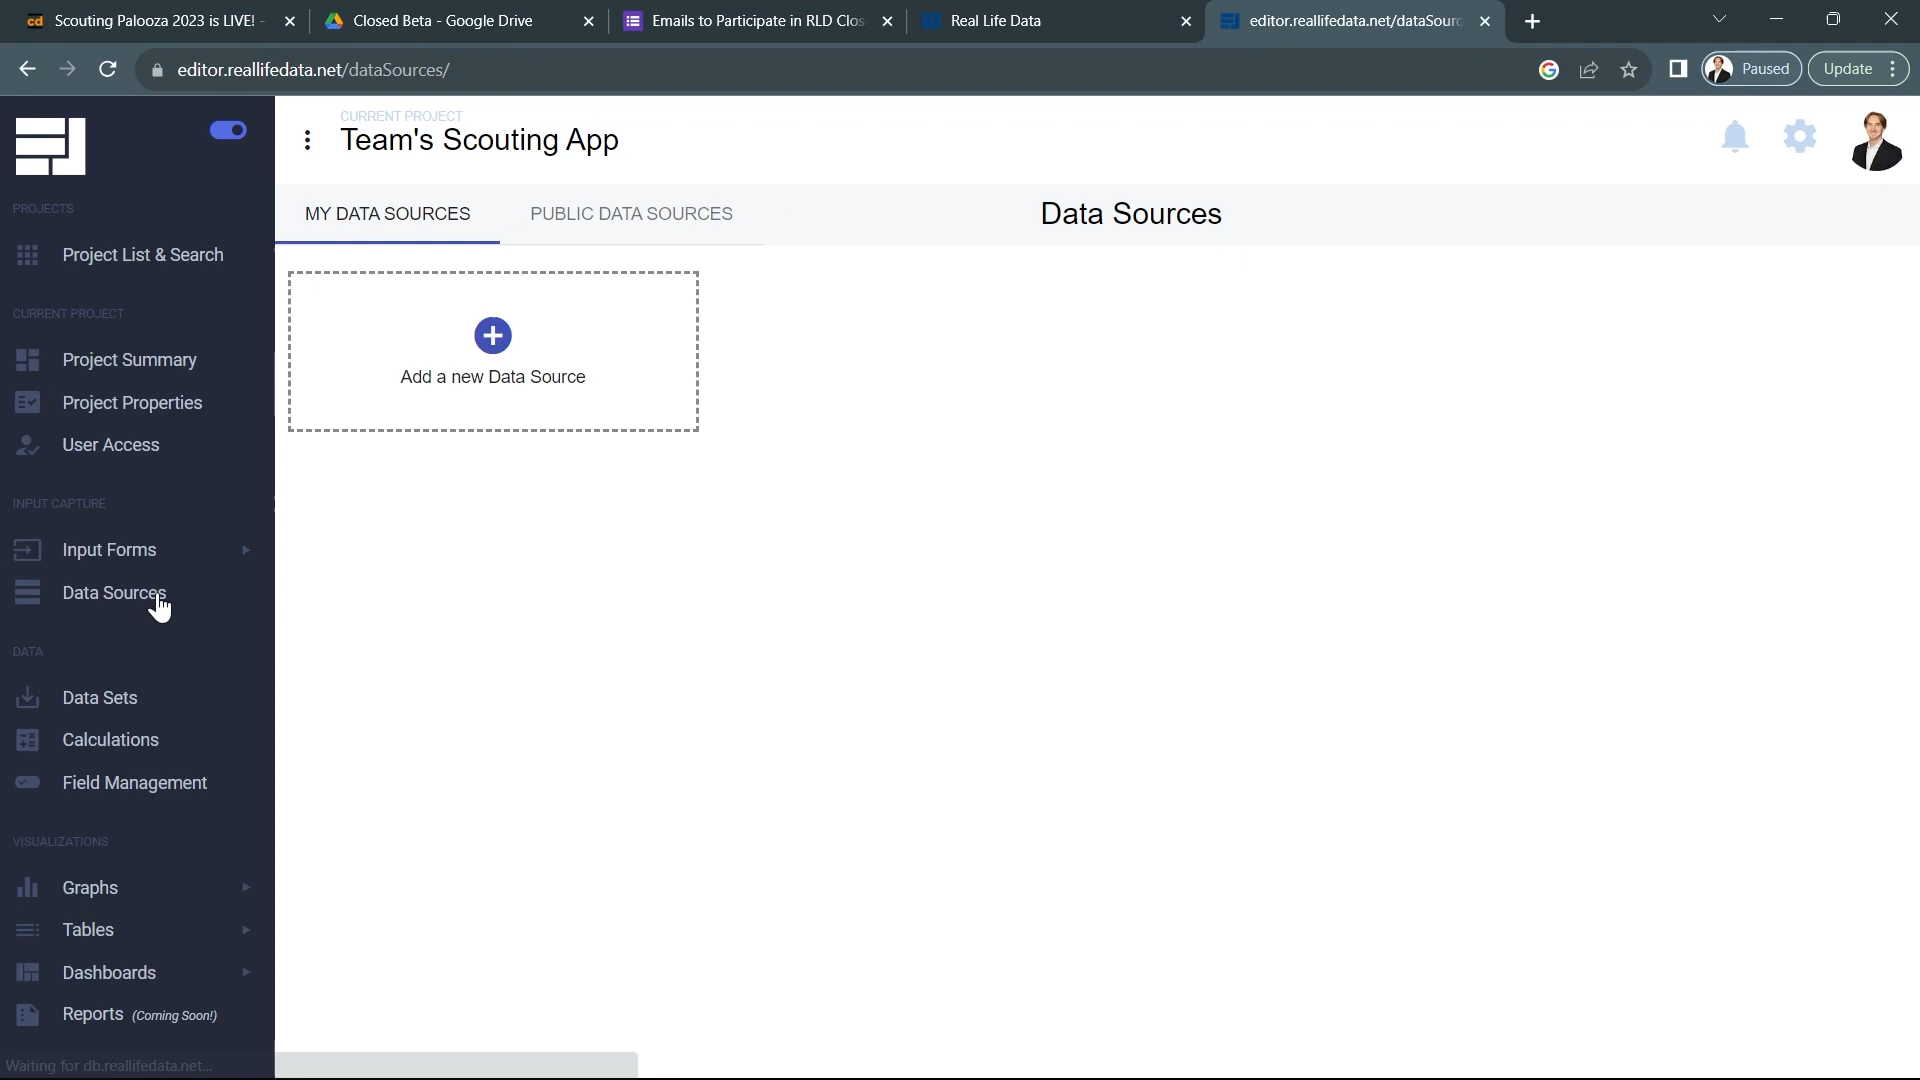 Scouting Palooza 2023 is LIVE! -
Closed Beta - Google Drive
Emails to Participate in RLD Clos
Real Life Data
editor.reallifedata.net/dataSourc
editor.reallifedata.net/dataSources/
Paused
Update
CURRENT PROJECT
Team's Scouting App
PROJECTS
Project List & Search
CURRENT PROJECT
Project Summary
Project Properties
User Access
INPUT CAPTURE
Input Forms
Data Sources
DATA
Data Sets
Calculations
Field Management
VISUALIZATIONS
Graphs
Tables
Dashboards
Reports (Coming Soon!)
Waiting for db.reallifedata.net...
MY DATA SOURCES
PUBLIC DATA SOURCES
Data Sources
Add a new Data Source